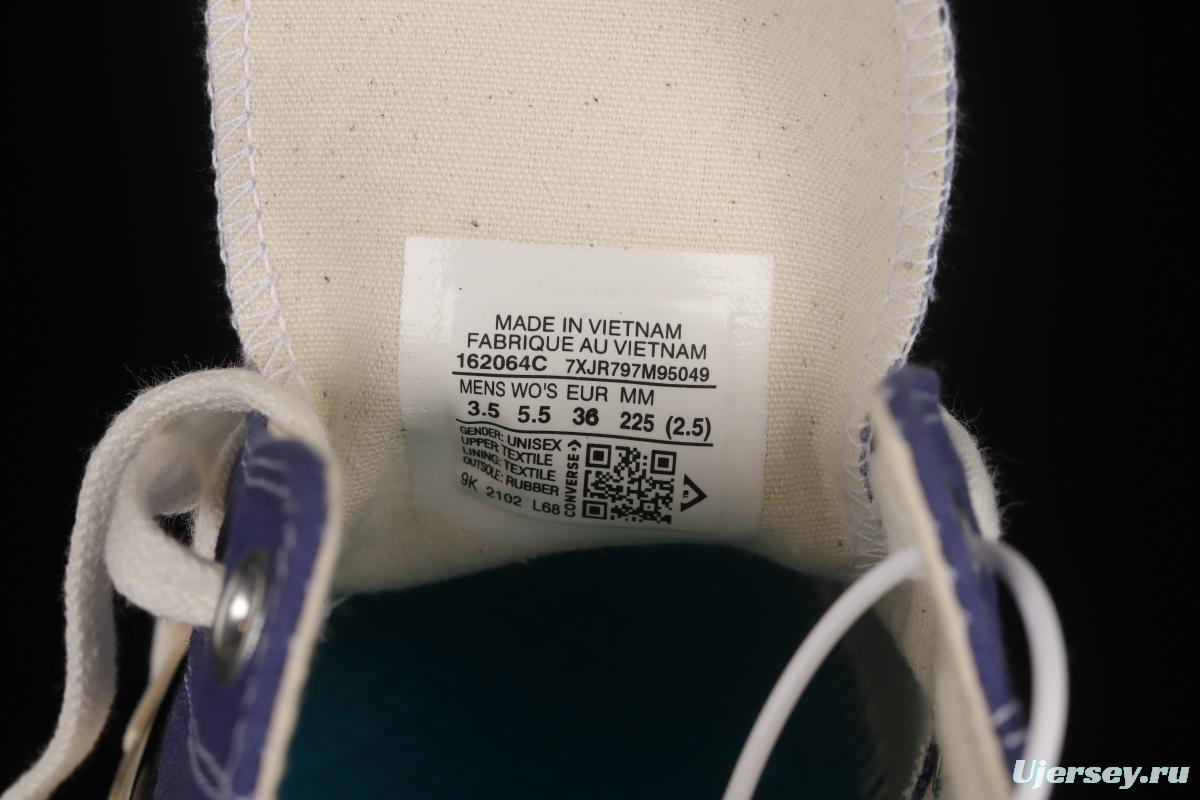 MADE IN VIETNAM
FABRIQUE AU VIETNAM
162064C 7XJR797M95049
MENS WO'S EUR MM
3.5 5.5 36 225 (2.5)
GENDER: UNISEX
UPPER: TEXTILE
LINING: TEXTILE
OUTSOLE: RUBBER
9K 2102 L68
CONVERSE
Ujersey.ru